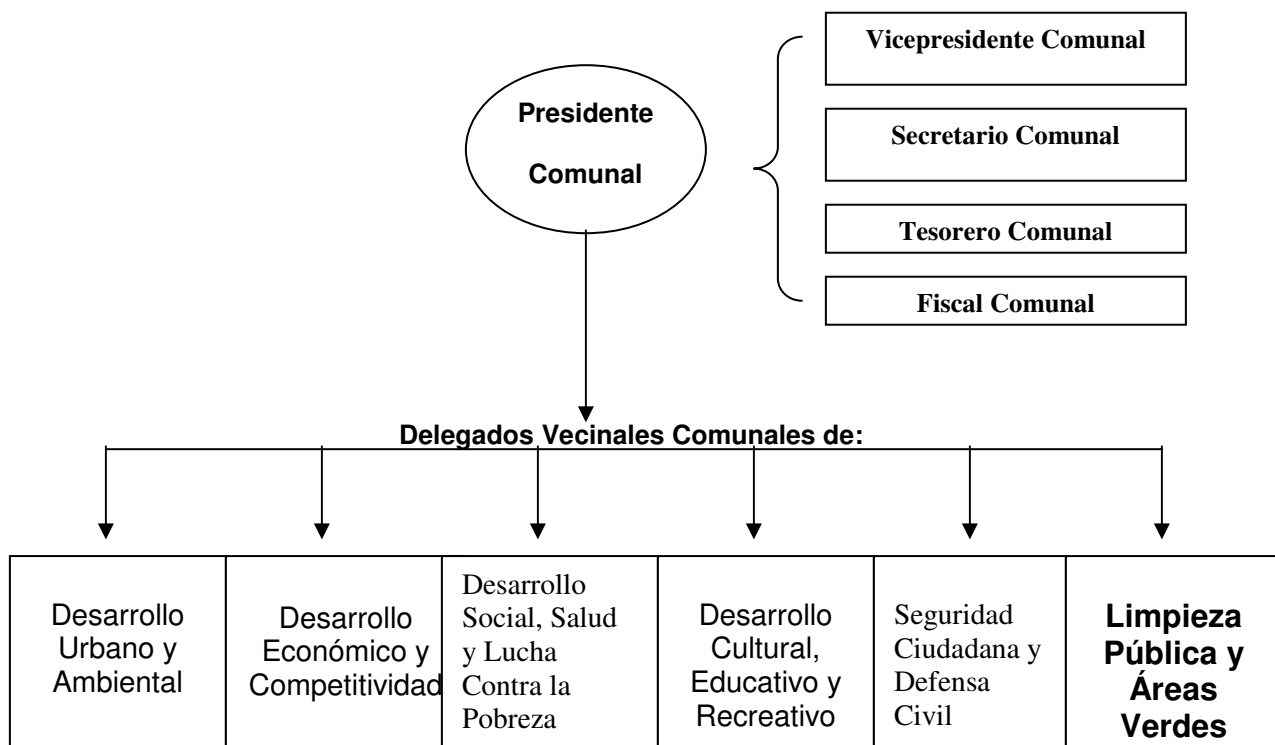 Presidente
Comunal
Vicepresidente Comunal
Secretario Comunal
Tesorero Comunal
Fiscal Comunal
Delegados Vecinales Comunales de:
Desarrollo
Urbano y
Ambiental
Desarrollo
Económico y
Competitividad
Desarrollo
Social, Salud
y Lucha
Contra la
Pobreza
Desarrollo
Cultural,
Educativo y
Recreativo
Seguridad
Ciudadana y
Defensa
Civil
Limpieza
Pública y
Áreas
Verdes